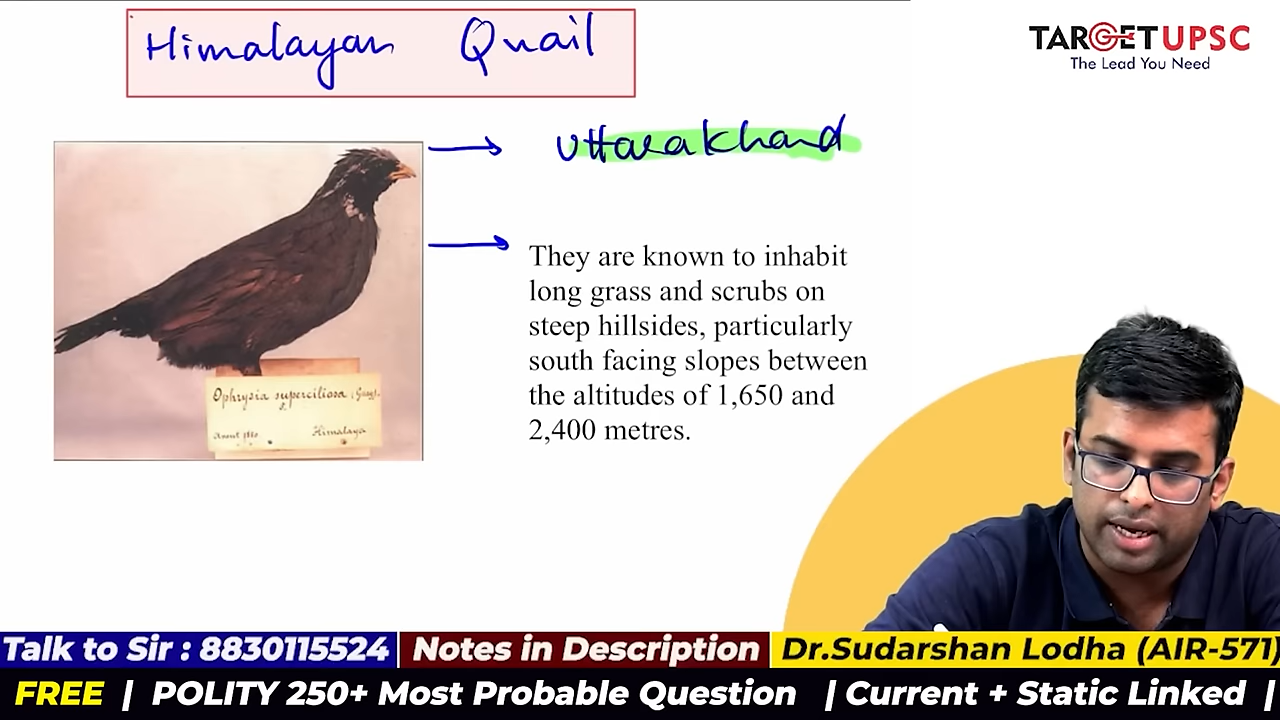 Himalayan Quail
TARGETUPSC
The Lead You Need
Uttarakhand
They are known to inhabit
long grass and scrubs on
steep hillsides, particularly
south facing slopes between
the altitudes of 1,650 and
2,400 metres.
Ophrysia superciliosa
Himalaya
Talk to Sir : 8830115524
Notes in Description
Dr.Sudarshan Lodha (AIR-571)
FREE | POLITY 250+ Most Probable Question | Current + Static Linked |